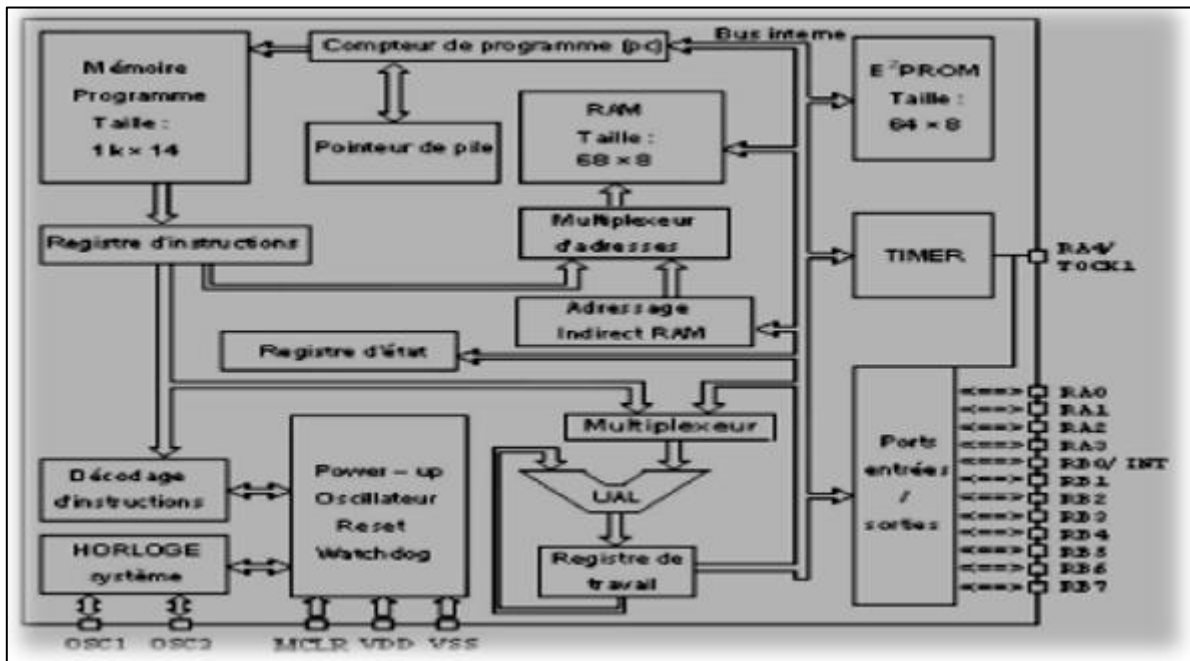 Compteur de programme (pc)
Bus interne
Mémoire
Programme
Taille :
1k × 14
Pointeur de pile
RAM
Taille :
68 × 8
E²PROM
Taille :
64 × 8
Registre d'instructions
Multiplexeur
d'adresses
TIMER
RA4/
TOCK1
Adressage
Indirect RAM
Registre d'état
Multiplexeur
UAL
Registre de
travail
Décodage
d'instructions
HORLOGE
système
Power – up
Oscillateur
Reset
Watchdog
Ports
entrées
/
sorties
RA0
RA1
RA2
RA3
RB0/ INT
RB1
RB2
RB3
RB4
RB5
RB6
RB7
OSC1
OSC2
MCLR
VDD
VSS